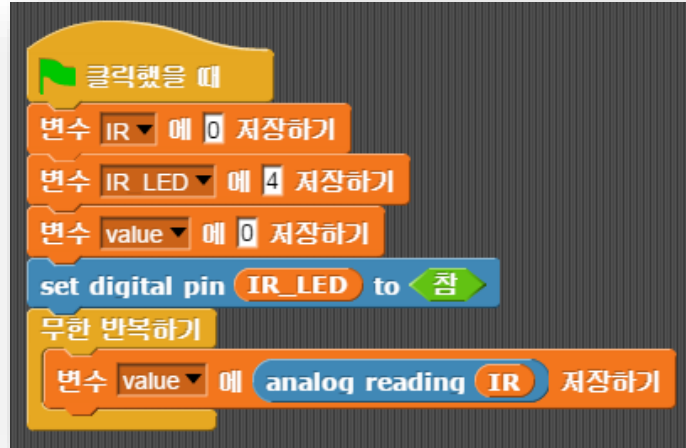 클릭했을 때
변수 IR 에 0 저장하기
변수 IR_LED 에 4 저장하기
변수 value 에 0 저장하기
set digital pin IR_LED to 참
무한 반복하기
변수 value 에 analog reading IR 저장하기